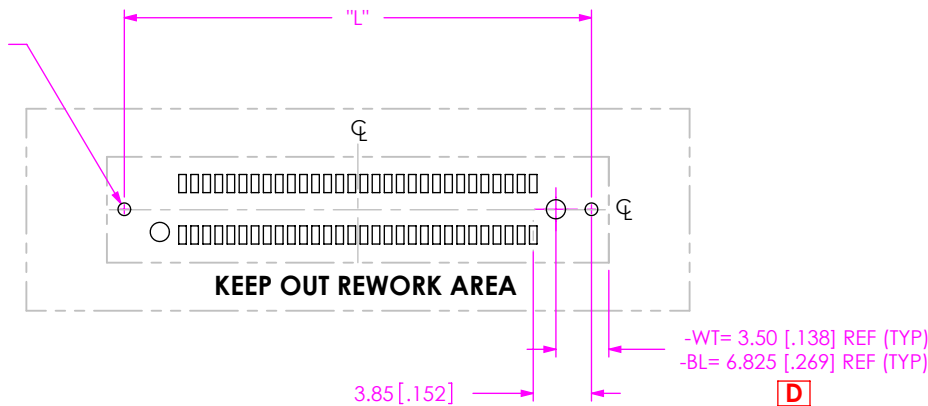 "L"
℄
℄
KEEP OUT REWORK AREA
-WT= 3.50 [.138] REF (TYP)
-BL= 6.825 [.269] REF (TYP)
3.85 [.152]
D